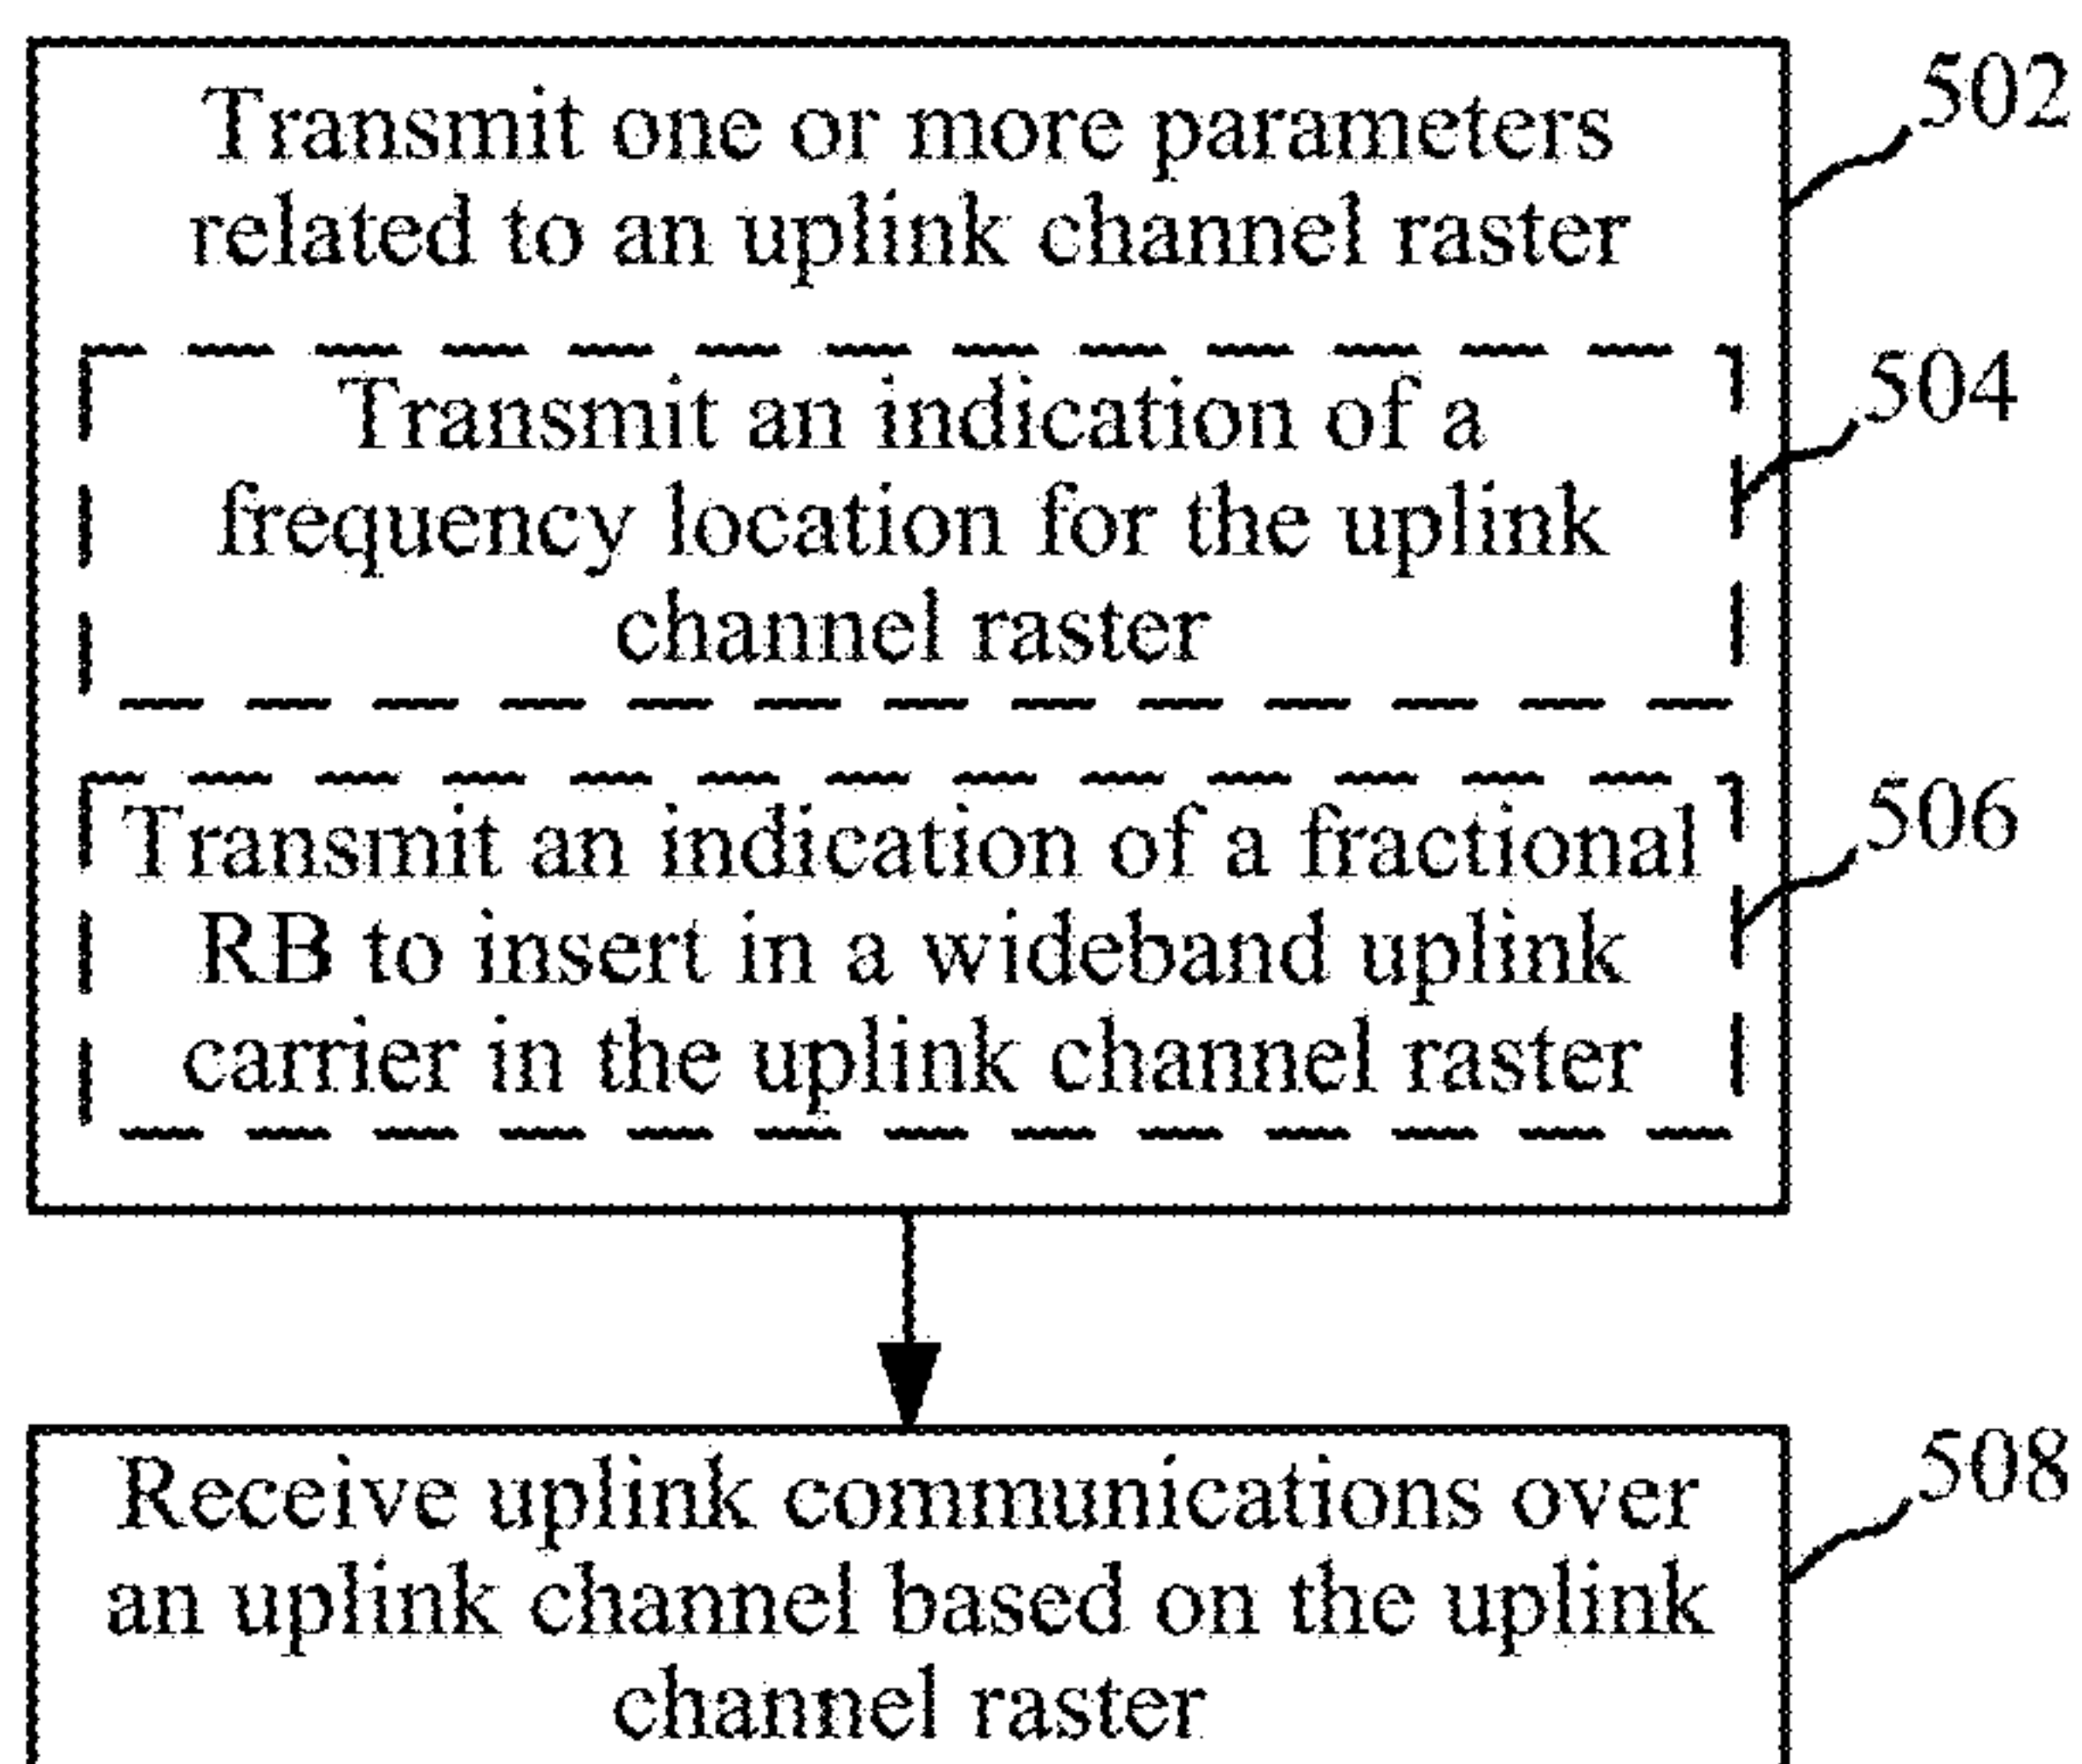 Transmit one or more parameters
related to an uplink channel raster
502
Transmit an indication of a
frequency location for the uplink
channel raster
504
Transmit an indication of a fractional
RB to insert in a wideband uplink
carrier in the uplink channel raster
506
Receive uplink communications over
an uplink channel based on the uplink
channel raster
508